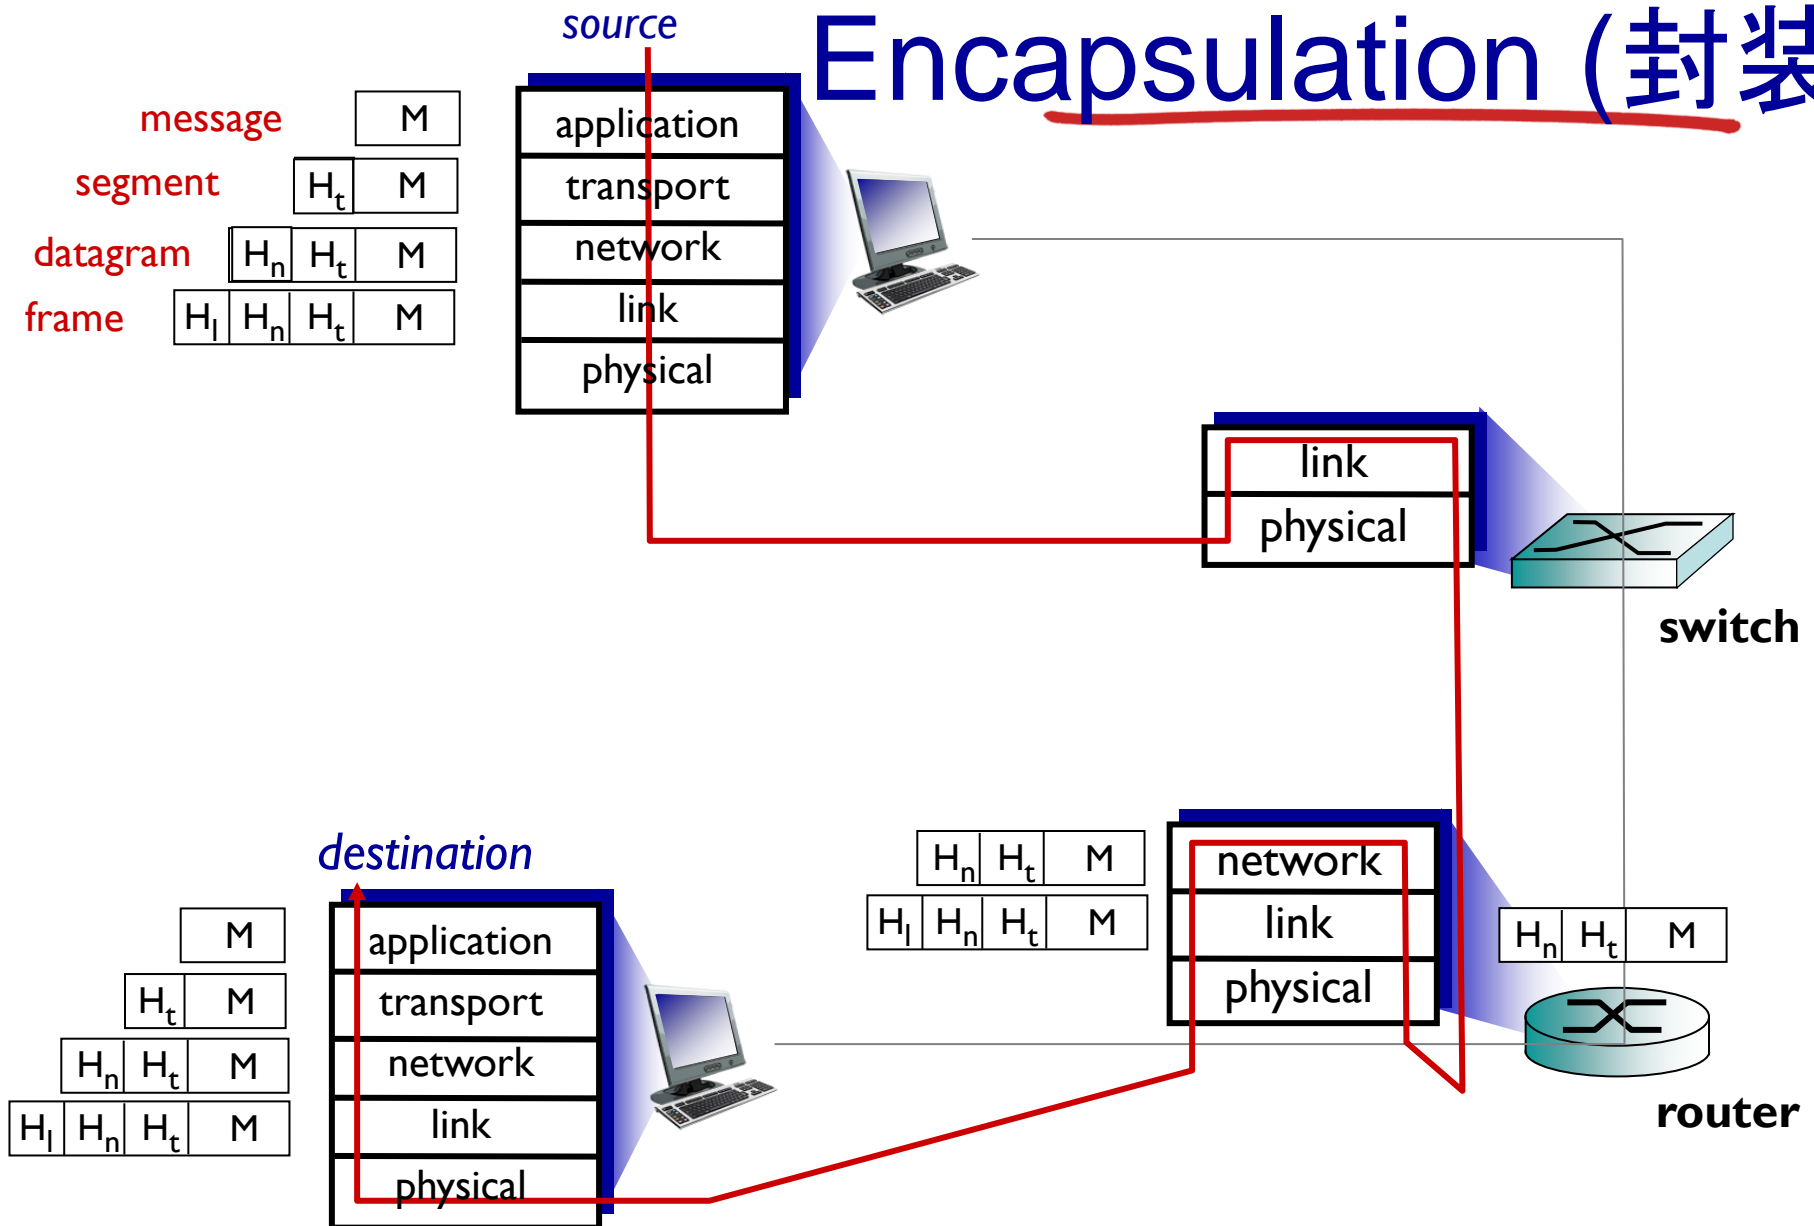 source
Encapsulation (封装
message M
segment Ht M
datagram Hn Ht M
frame Hl Hn Ht M
application
transport
network
link
physical
link
physical
switch
Hn Ht M
Hl Hn Ht M
network
link
physical
Hn Ht M
router
destination
M
Ht M
Hn Ht M
Hl Hn Ht M
application
transport
network
link
physical